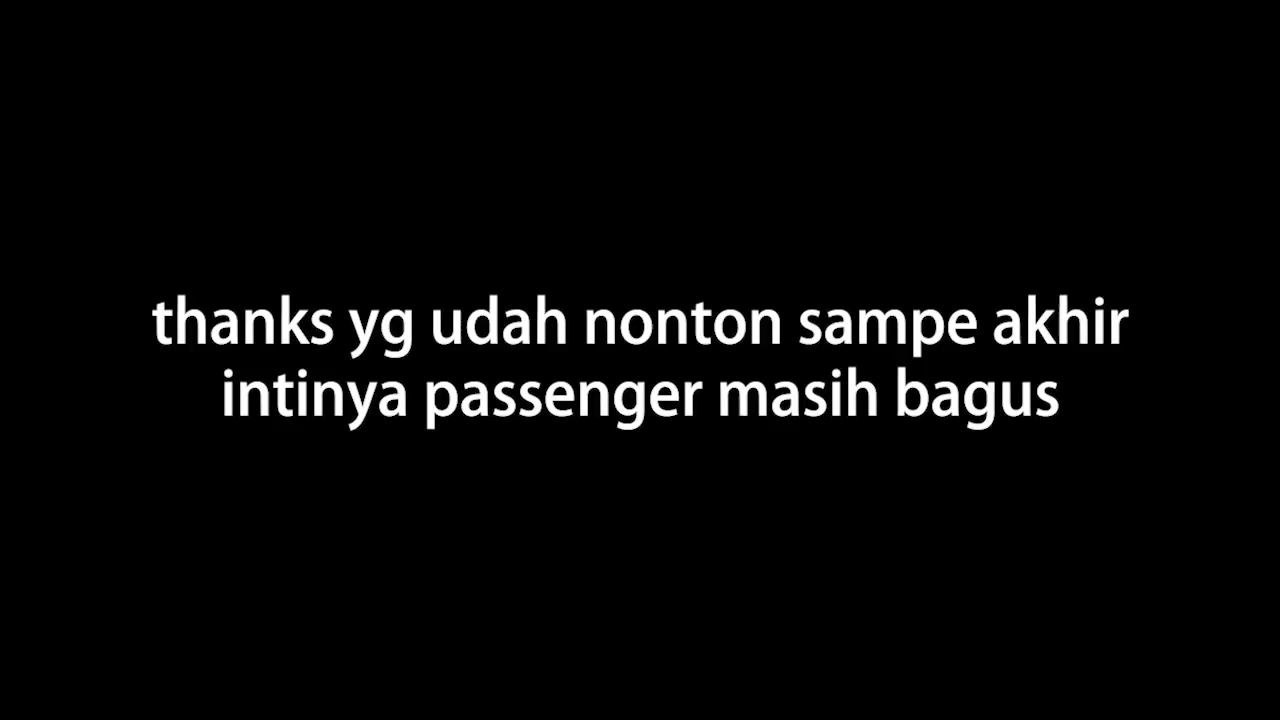 thanks yg udah nonton sampe akhir
intinya passenger masih bagus